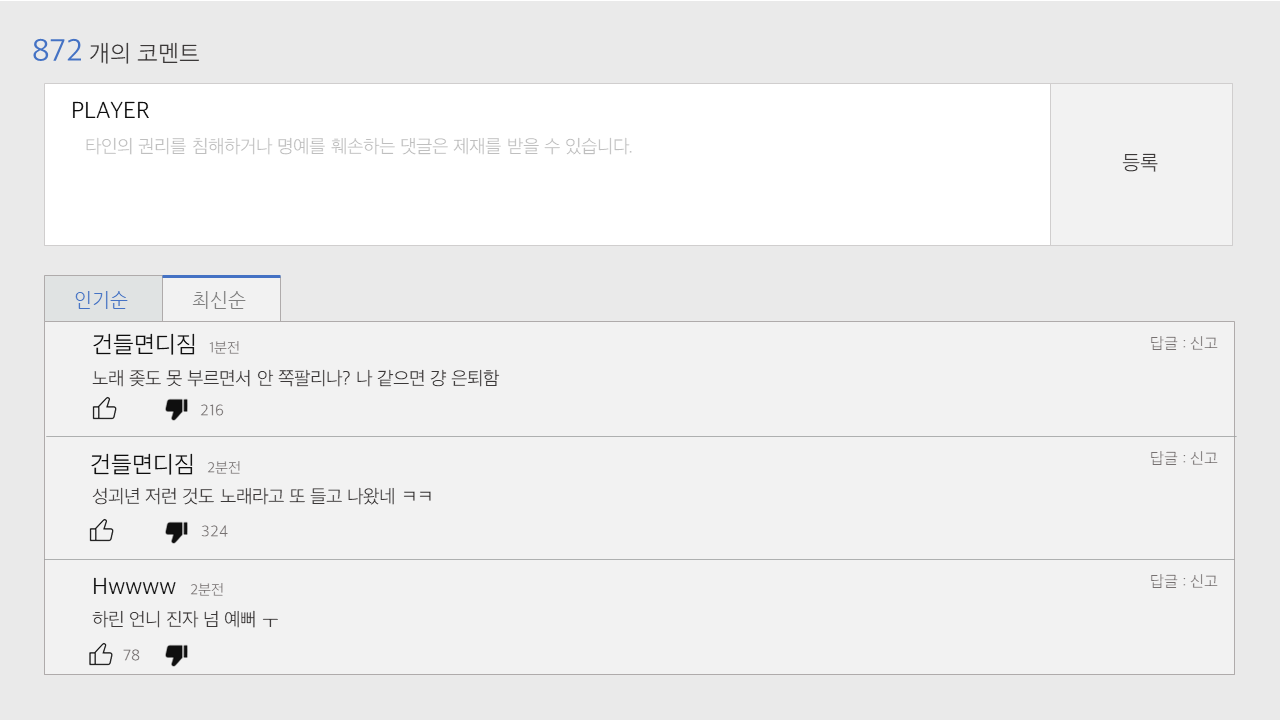 872 개의 코멘트
PLAYER
타인의 권리를 침해하거나 명예를 훼손하는 댓글은 제재를 받을 수 있습니다.
등록
인기순 최신순
건들면디짐 1분전 답글 : 신고
노래 좆도 못 부르면서 안 쪽팔리나? 나 같으면 걍 은퇴함
216
건들면디짐 2분전 답글 : 신고
성괴년 저런 것도 노래라고 또 들고 나왔네 ㅋㅋ
324
Hwwww 2분전 답글 : 신고
하린 언니 진자 넘 예뻐 ㅜ
78